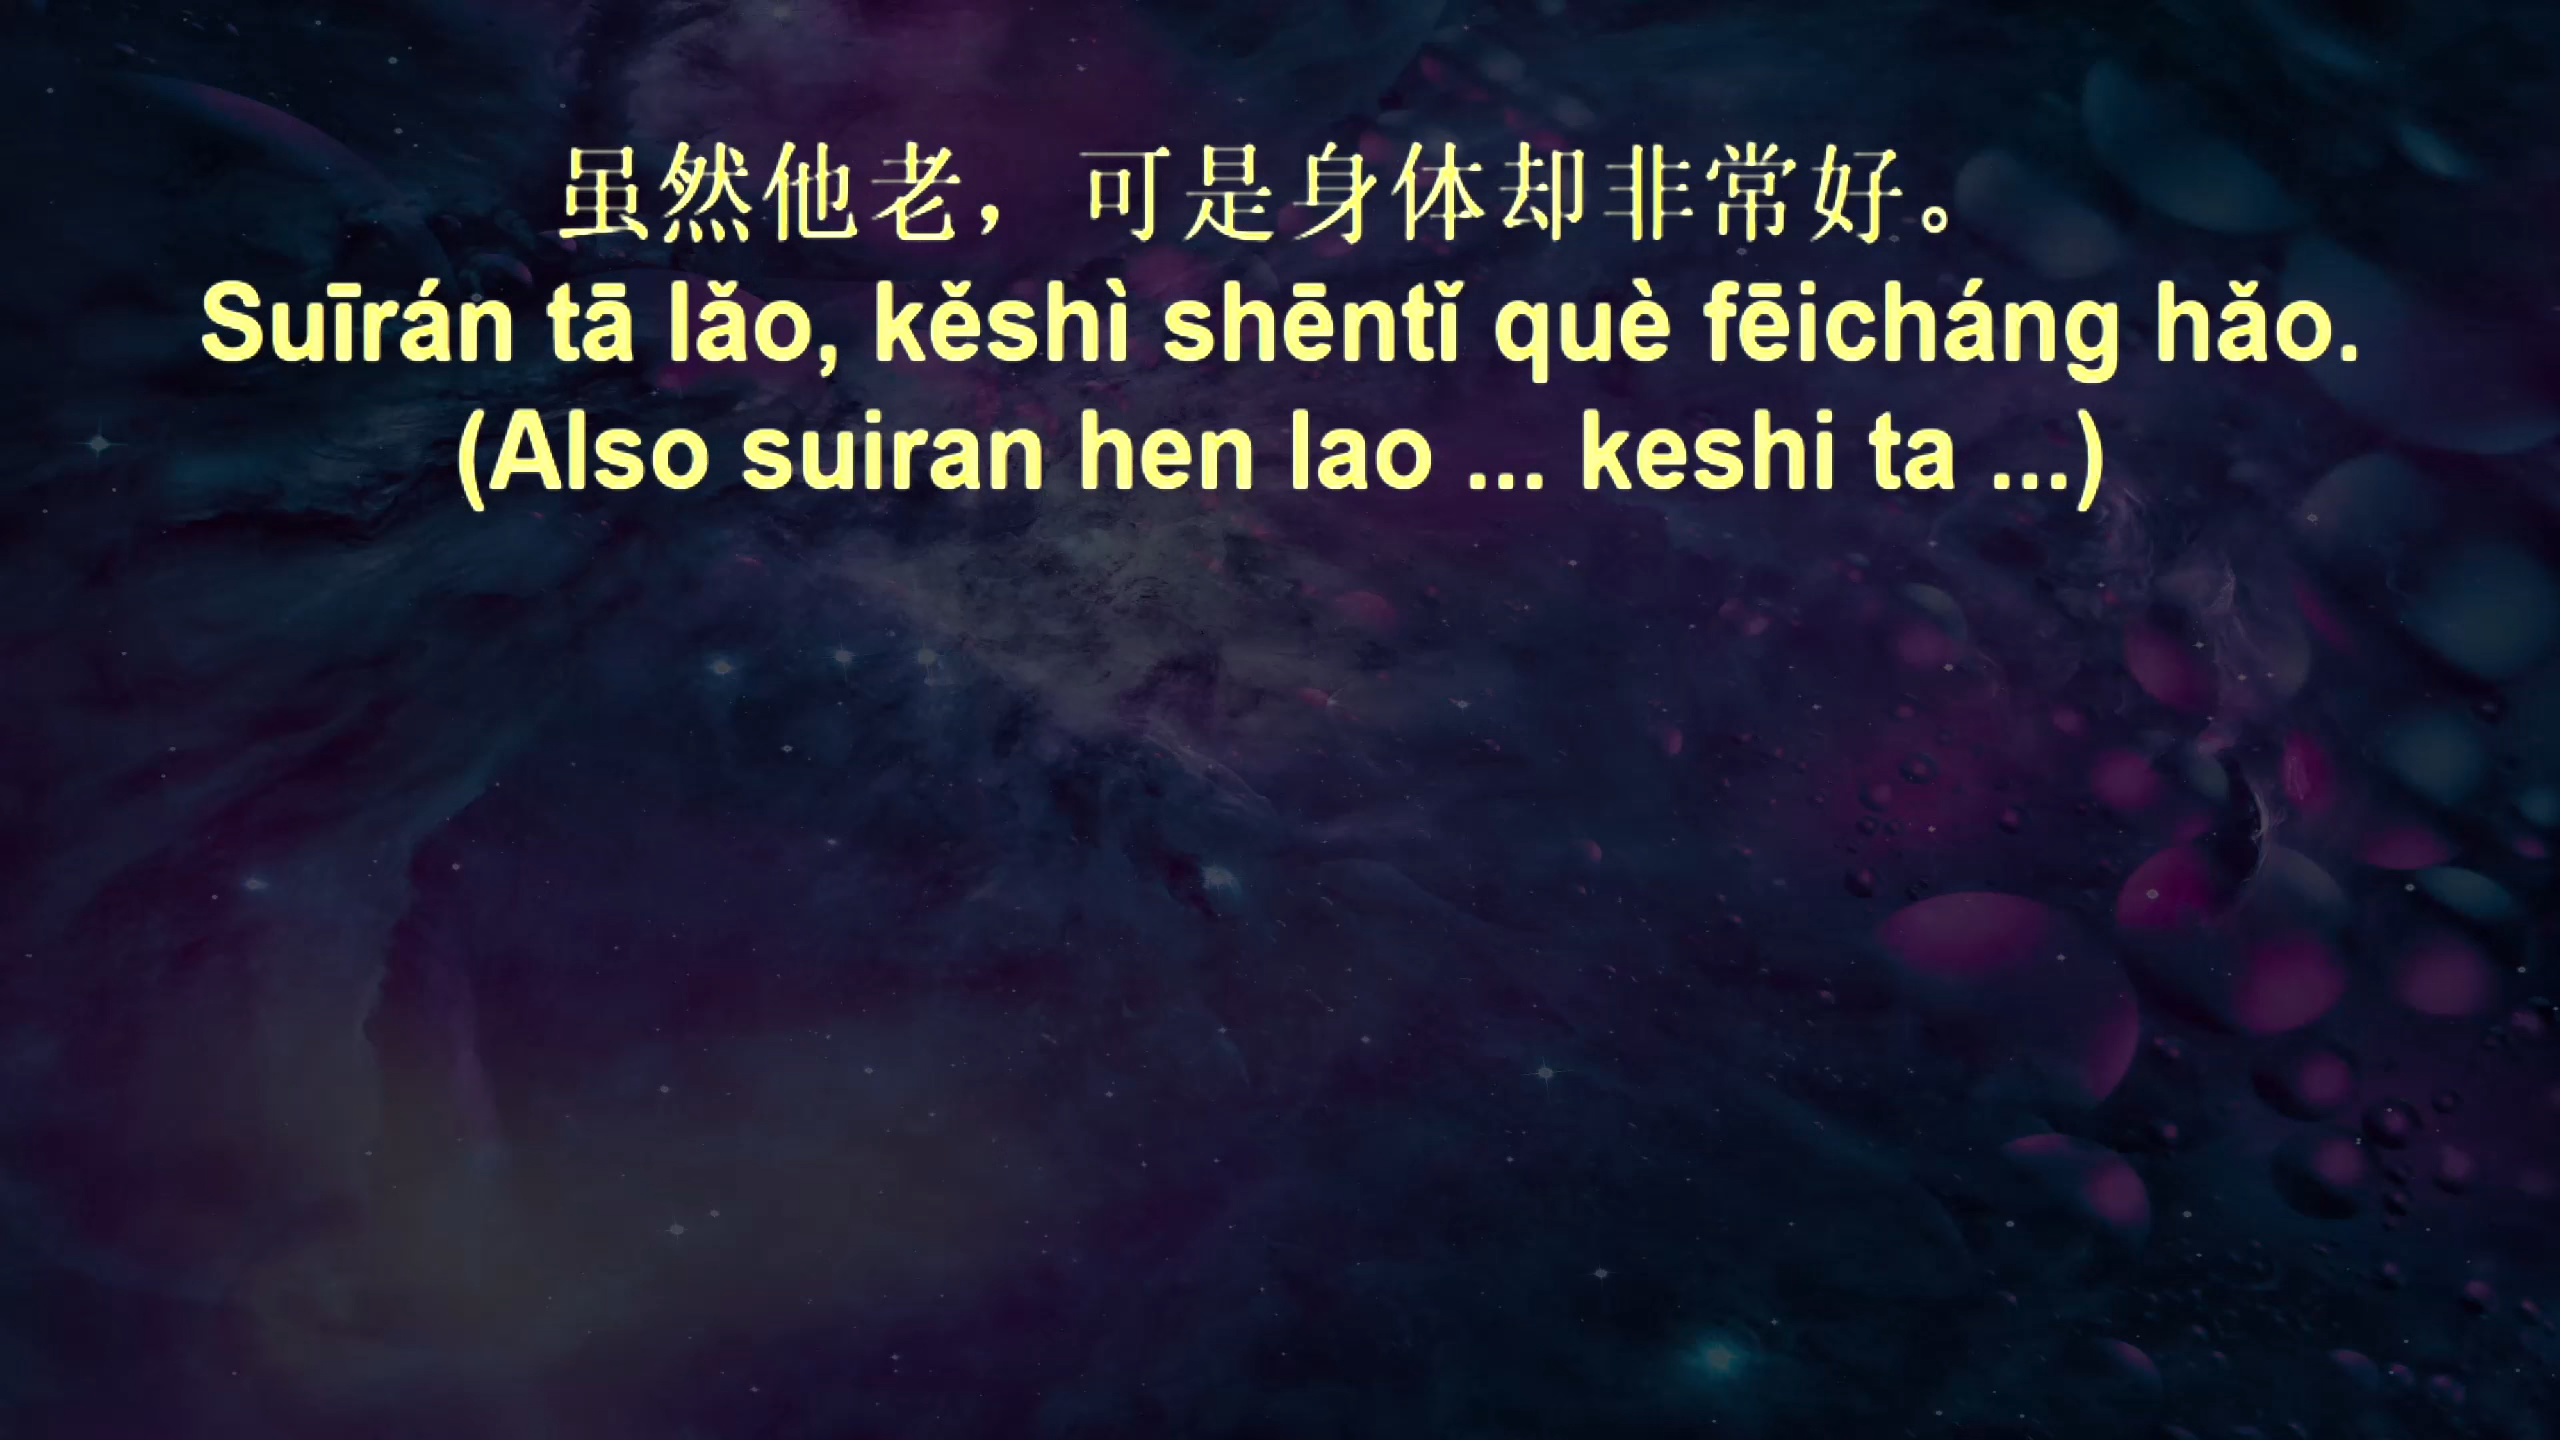 虽然他老，可是身体却非常好。
Suīrán tā lǎo, kěshì shēntǐ què fēicháng hǎo.
(Also suiran hen lao ... keshi ta ...)